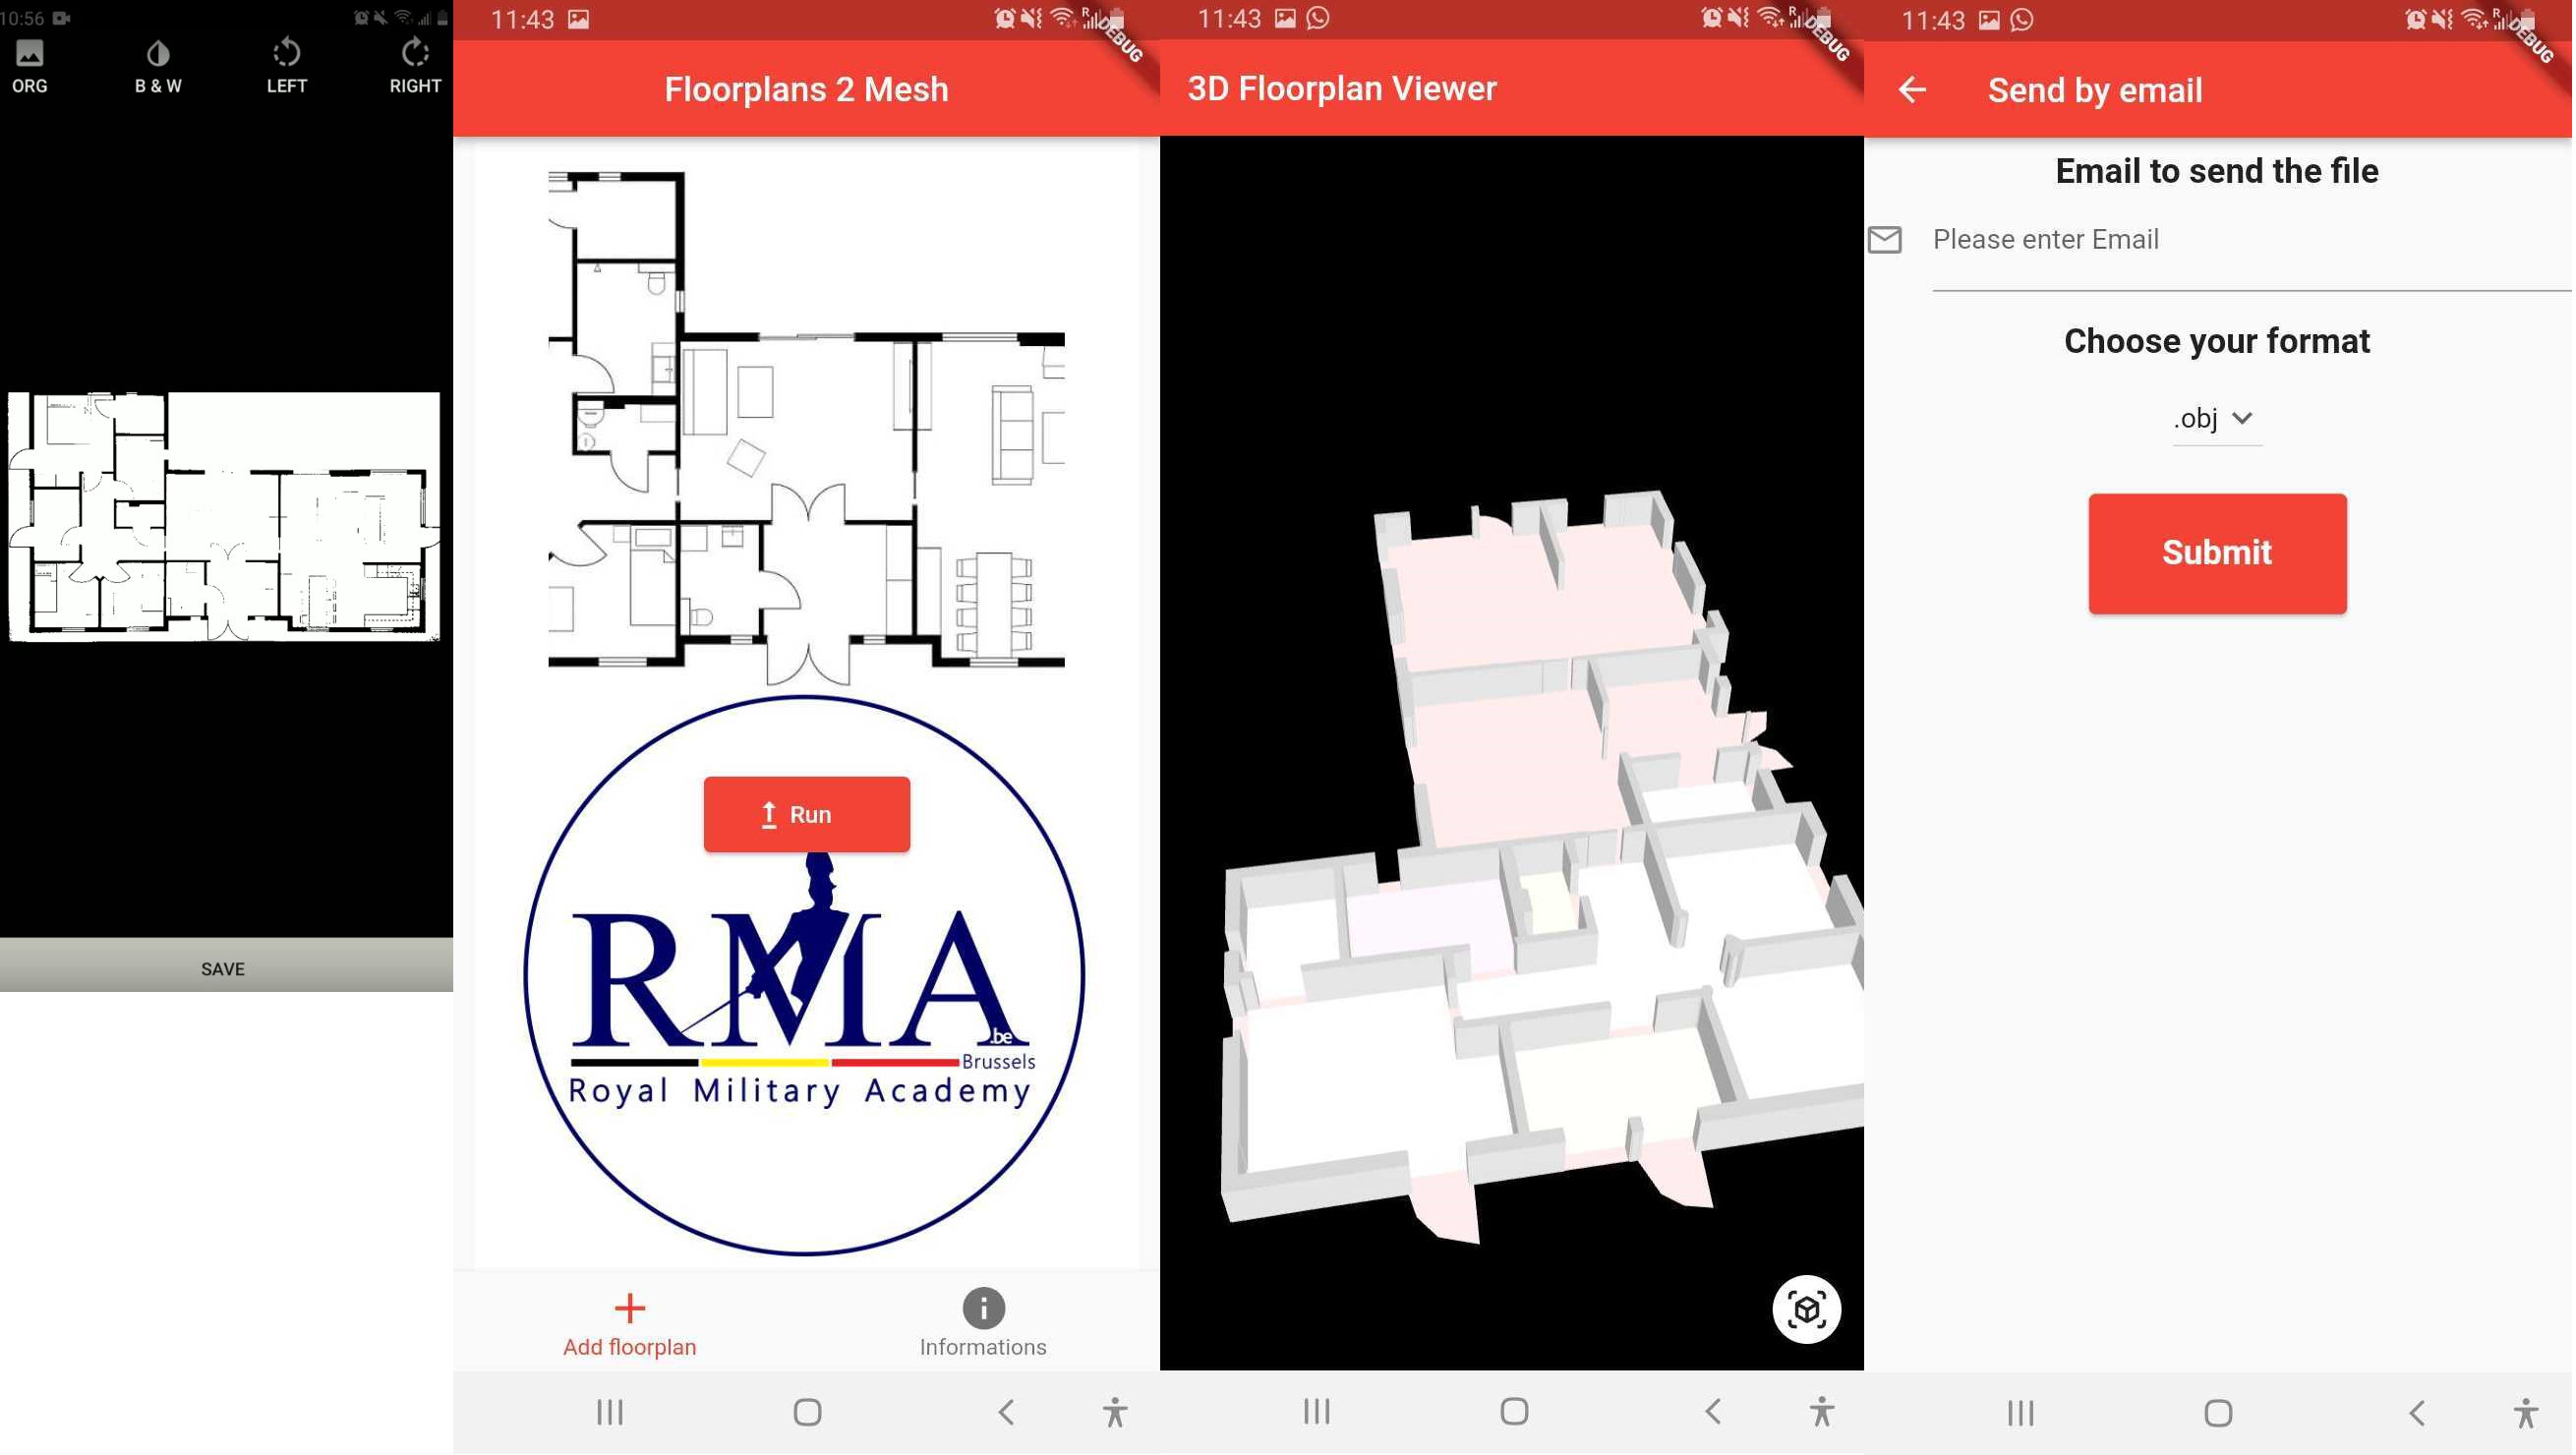 10:56
ORG
B & W
LEFT
RIGHT
SAVE
11:43
DEBUG
Floorplans 2 Mesh
Run
RMA
.be
Brussels
Royal Military Academy
Add floorplan
Informations
11:43
R
DEBUG
3D Floorplan Viewer
11:43
R
DEBUG
Send by email
Email to send the file
Please enter Email
Choose your format
.obj
Submit